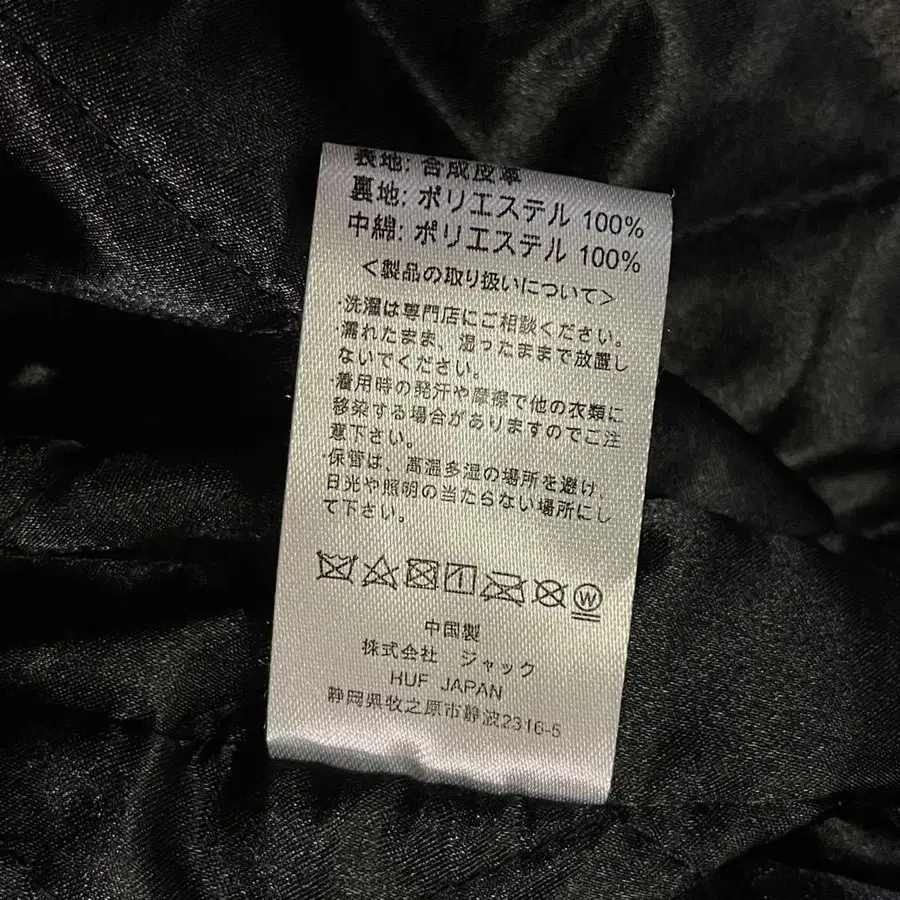 表地: 合成皮革
裏地: ポリエステル 100%
中綿: ポリエステル 100%
<製品の取り扱いについて>
·洗濯は専門店にご相談ください。
·濡れたまま、湿ったままで放置し
ないでください。
·着用時の発汗や摩擦で他の衣類に
移染する場合がありますのでご注
意下さい。
·保管は、高温多湿の場所を避け、
日光や照明の当たらない場所にし
て下さい。
W
中国製
株式会社 ジャック
HUF JAPAN
静岡県牧之原市静波2316-5